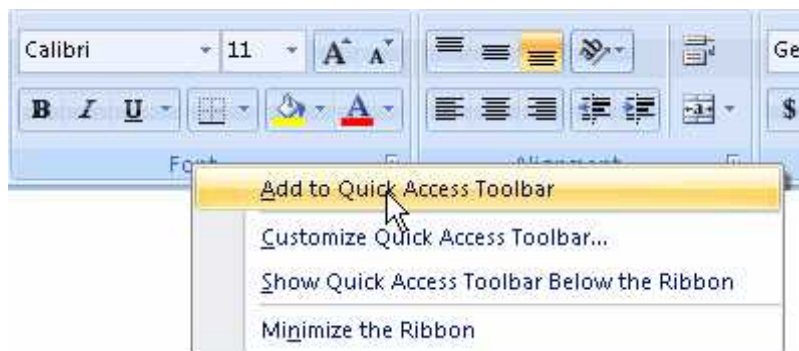 Calibri 11 A A Ge
B I U A a $
Font Alignment
Add to Quick Access Toolbar
Customize Quick Access Toolbar...
Show Quick Access Toolbar Below the Ribbon
Minimize the Ribbon